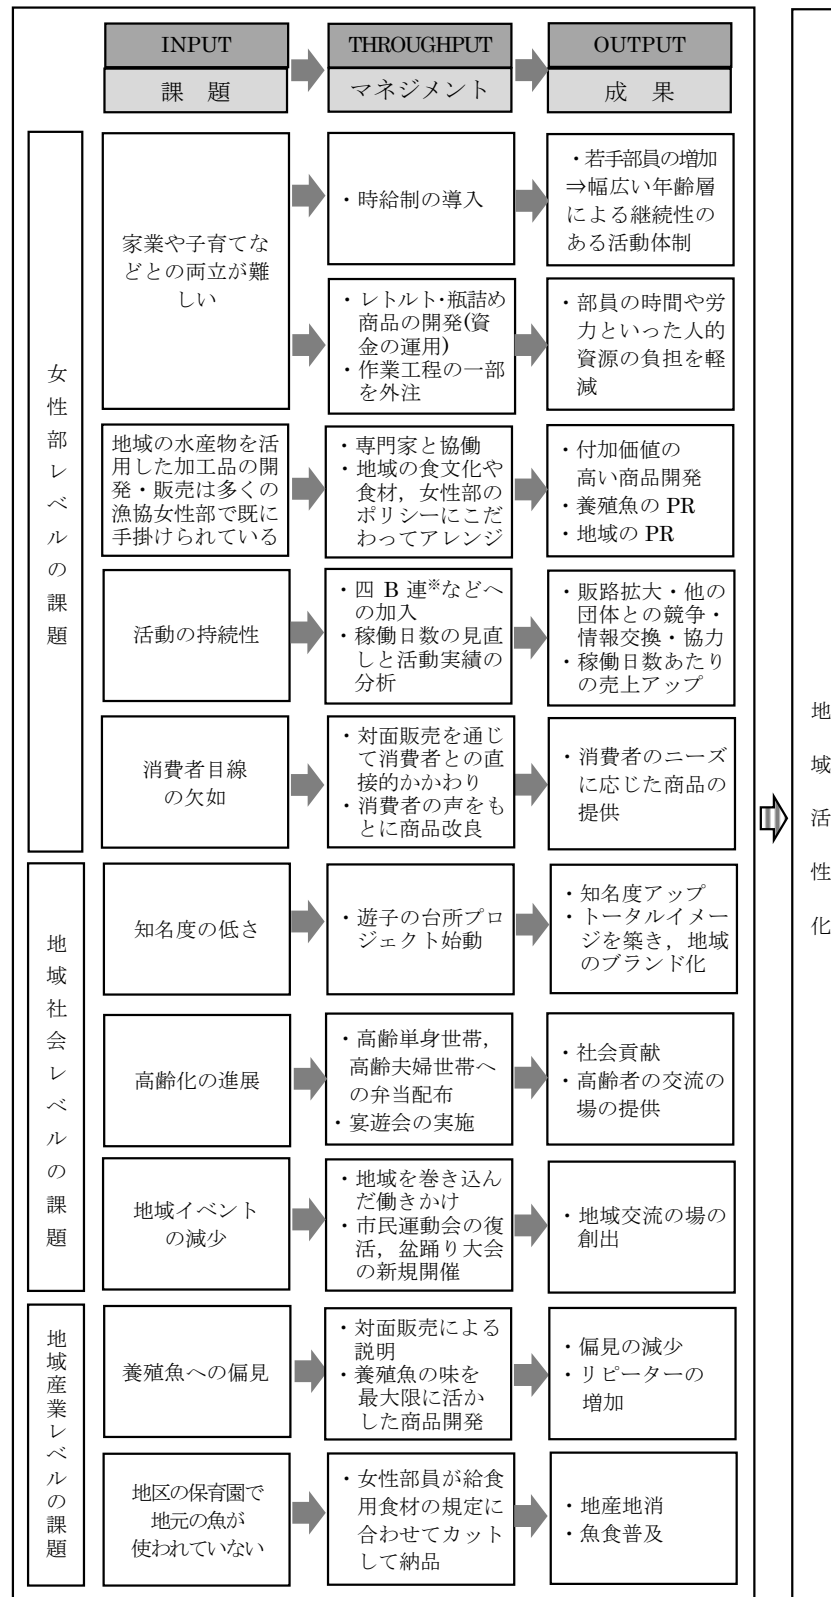 INPUT
THROUGHPUT
OUTPUT
課 題
マネジメント
成 果
女性部レベルの課題
家業や子育てな
どとの両立が難
しい
・時給制の導入
・若手部員の増加
⇒幅広い年齢層
による継続性の
ある活動体制
・レトルト・瓶詰め
商品の開発(資
金の運用)
・作業工程の一部
を外注
・部員の時間や労
力といった人的
資源の負担を軽
減
地域の水産物を活
用した加工品の開
発・販売は多くの
漁協女性部で既に
手掛けられている
・専門家と協働
・地域の食文化や
食材，女性部の
ポリシーにこだ
わってアレンジ
・付加価値の
高い商品開発
・養殖魚の PR
・地域の PR
活動の持続性
・四 B 連※などへ
の加入
・稼働日数の見直
しと活動実績の
分析
・販路拡大・他の
団体との競争・
情報交換・協力
・稼働日数あたり
の売上アップ
消費者目線
の欠如
・対面販売を通じ
て消費者との直
接的かかわり
・消費者の声をも
とに商品改良
・消費者のニーズ
に応じた商品の
提供
地域社会レベルの課題
知名度の低さ
・遊子の台所プロ
ジェクト始動
・知名度アップ
・トータルイメー
ジを築き，地域
のブランド化
高齢化の進展
・高齢単身世帯，
高齢夫婦世帯へ
の弁当配布
・宴遊会の実施
・社会貢献
・高齢者の交流の
場の提供
地域イベント
の減少
・地域を巻き込ん
だ働きかけ
・市民運動会の復
活，盆踊り大会
の新規開催
・地域交流の場の
創出
地域産業レベルの課題
養殖魚への偏見
・対面販売による
説明
・養殖魚の味を
最大限に活か
した商品開発
・偏見の減少
・リピーターの
増加
地区の保育園で
地元の魚が
使われていない
・女性部員が給食
用食材の規定に
合わせてカット
して納品
・地産地消
・魚食普及
地域活性化